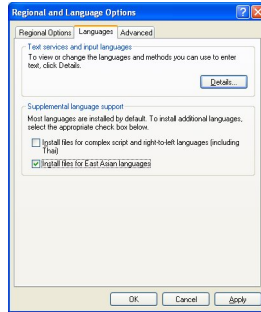 Regional and Language Options
Regional Options Languages Advanced
Text services and input languages
To view or change the languages and methods you can use to enter
text, click Details.
Details...
Supplemental language support
Most languages are installed by default. To install additional languages,
select the appropriate check box below.
Install files for complex script and right-to-left languages (including
Thai)
Install files for East Asian languages
OK Cancel Apply